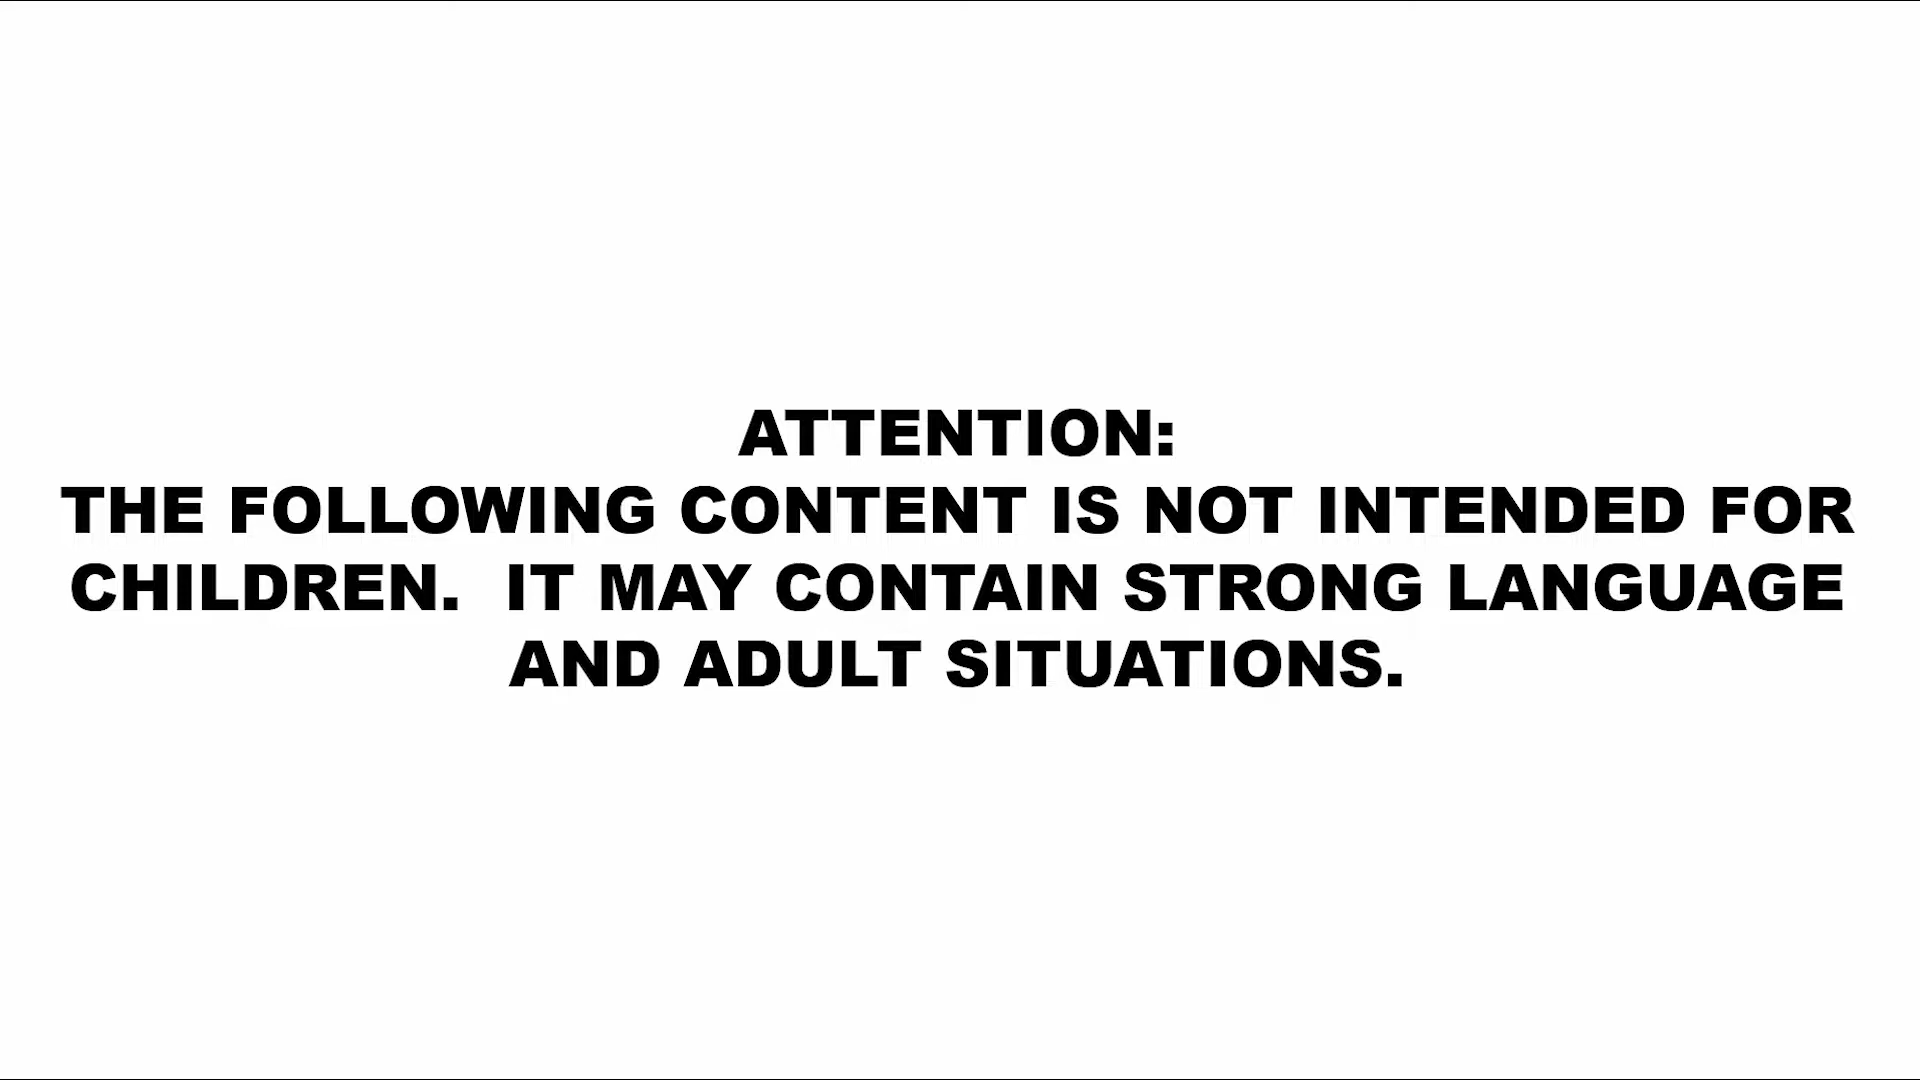 ATTENTION:
THE FOLLOWING CONTENT IS NOT INTENDED FOR
CHILDREN.  IT MAY CONTAIN STRONG LANGUAGE
AND ADULT SITUATIONS.